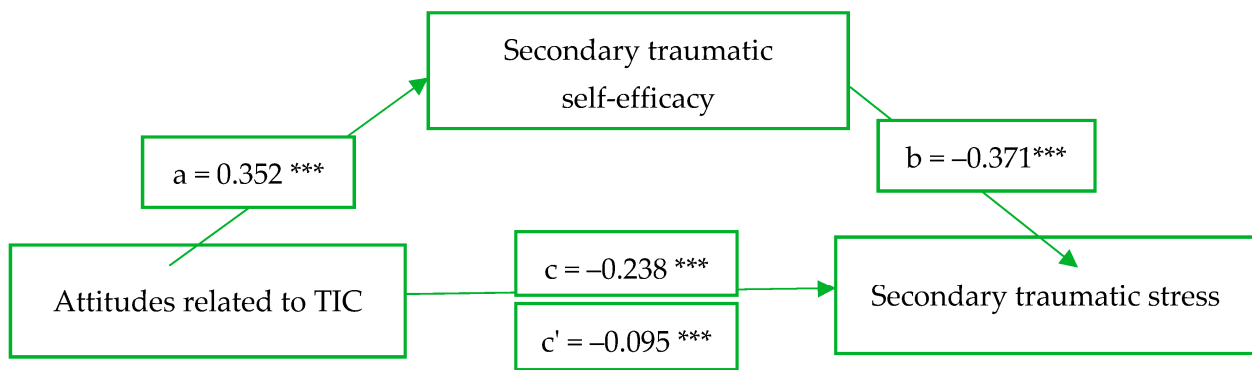 Secondary traumatic
self-efficacy
a = 0.352 ***
b = –0.371***
Attitudes related to TIC
c = –0.238 ***
c' = –0.095 ***
Secondary traumatic stress